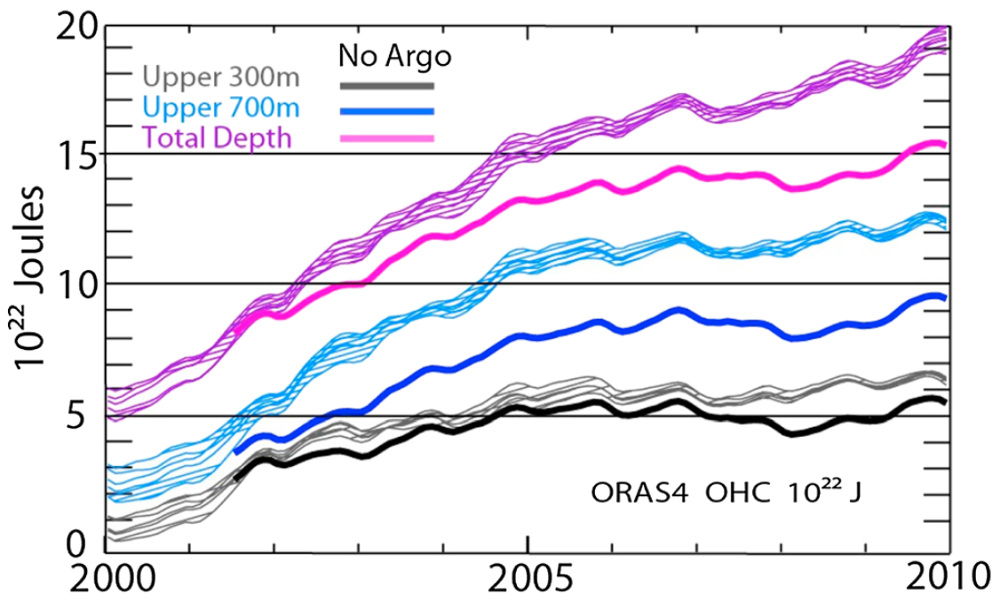 20
15
10
5
0
10²² Joules
No Argo
Upper 300m
Upper 700m
Total Depth
ORAS4 OHC 10²² J
2000 2005 2010